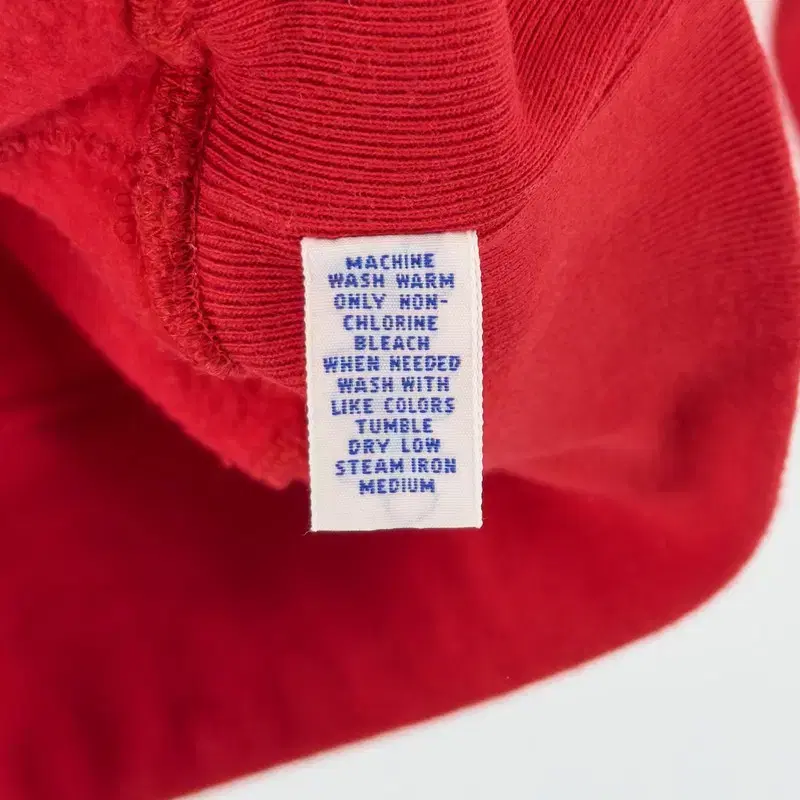 MACHINE
WASH WARM
ONLY NON-
CHLORINE
BLEACH
WHEN NEEDED
WASH WITH
LIKE COLORS
TUMBLE
DRY LOW
STEAM IRON
MEDIUM